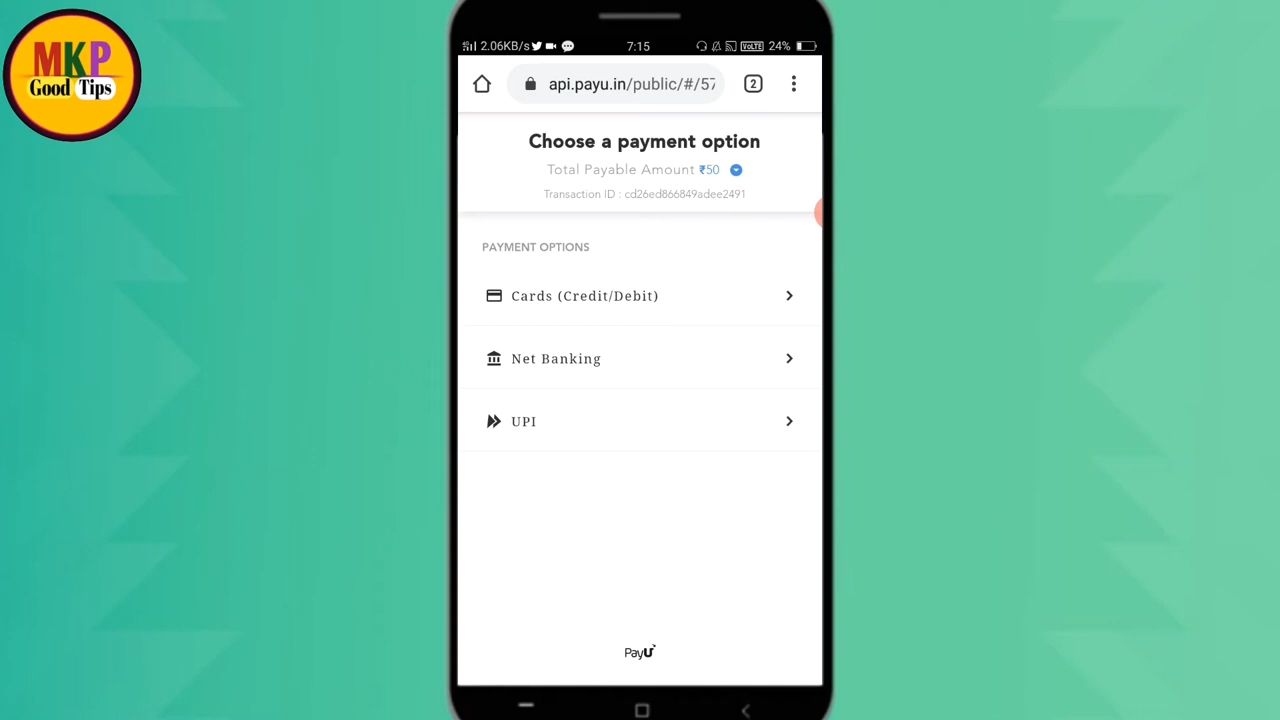 MKP
Good Tips
2.06KB/s
7:15
VoLTE 24%
api.payu.in/public/#/57
2
Choose a payment option
Total Payable Amount ₹50
Transaction ID : cd26ed866849adee2491
PAYMENT OPTIONS
Cards (Credit/Debit)
Net Banking
UPI
PayU